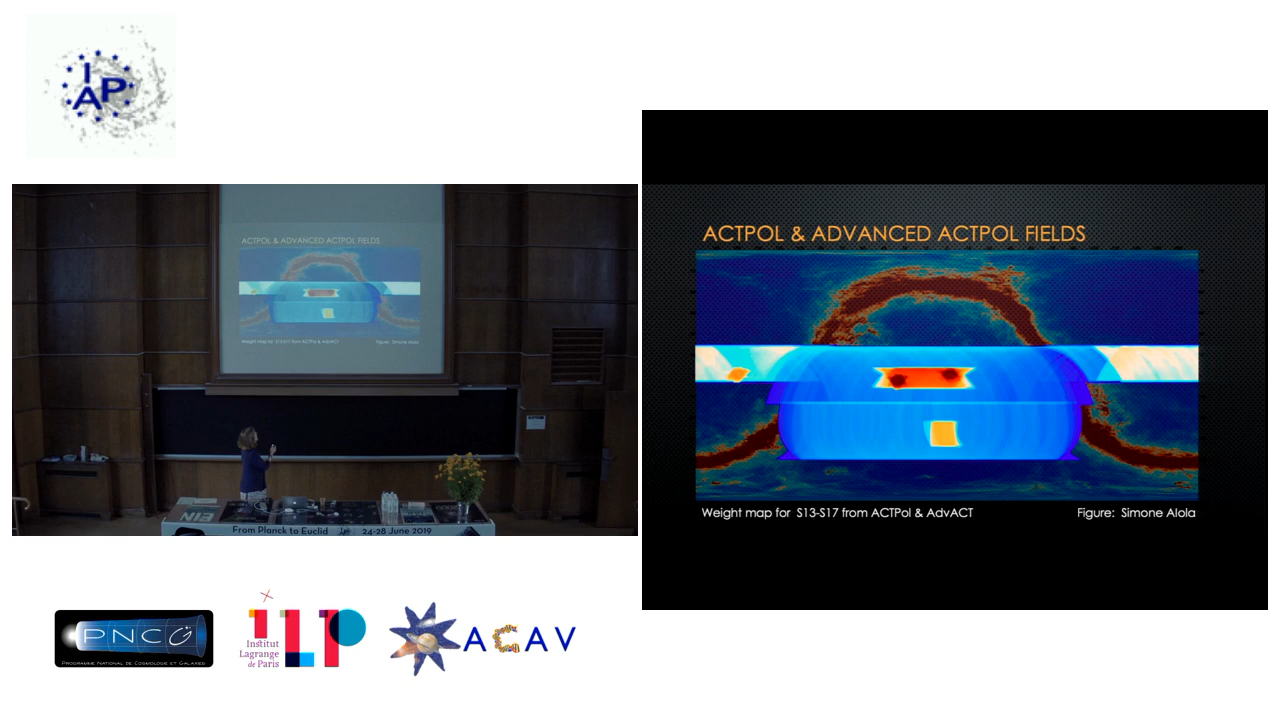 IAP
ACTPOL & ADVANCED ACTPOL FIELDS
Weight map for S13-S17 from ACTPol & AdvACT
Figure: Simone Aiola
ACTPOL & ADVANCED ACTPOL FIELDS
Weight map for S13-S17 from ACTPol & AdvACT
Figure: Simone Aiola
From Planck to Euclid
24-28 June 2019
PNCG
PROGRAMME NATIONAL DE COSMOLOGIE ET GALAXIES
ILP
Institut
Lagrange
de Paris
ACAV